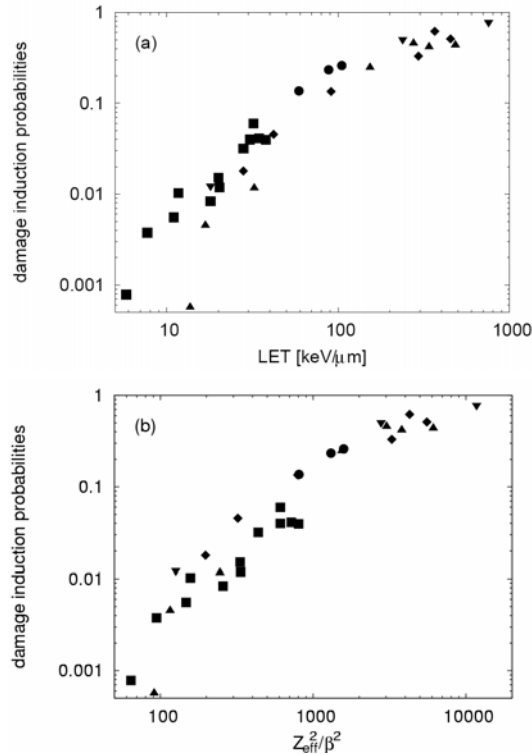 1
(a)
0.1
0.01
0.001
damage induction probabilities
10
100
1000
LET [keV/μm]
1
(b)
0.1
0.01
0.001
damage induction probabilities
100
1000
10000
Z_eff^2/β^2